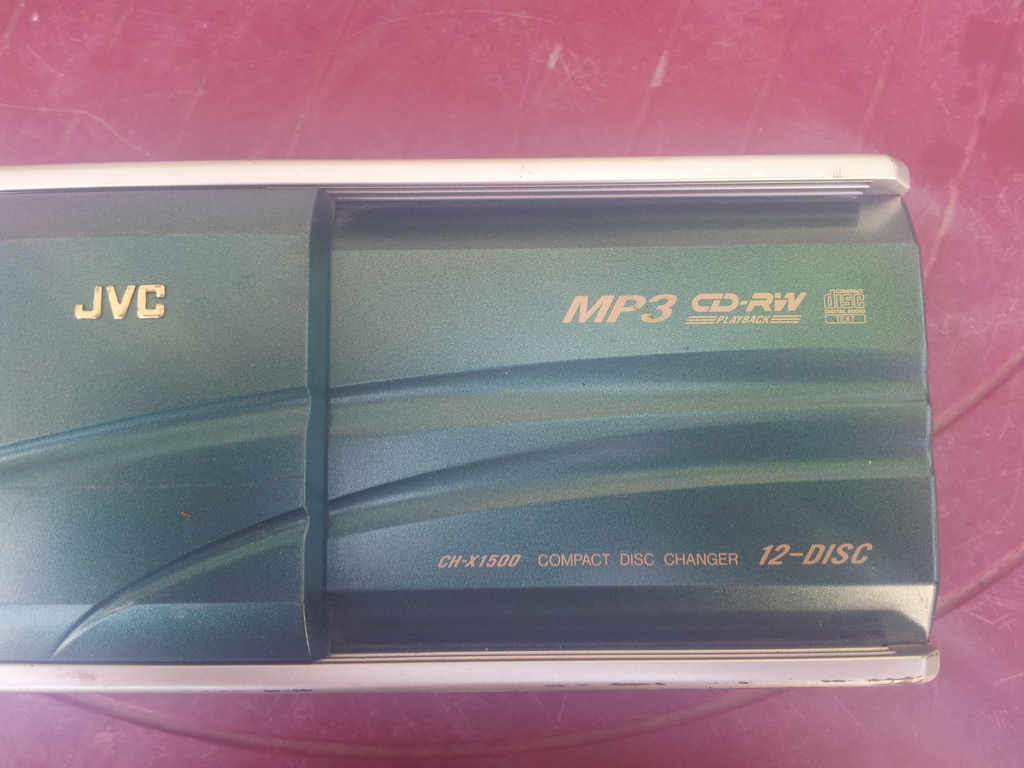 JVC
MP3 CD-RW PLAYBACK COMPACT disc DIGITAL AUDIO TEXT
CH-X1500 COMPACT DISC CHANGER 12-DISC